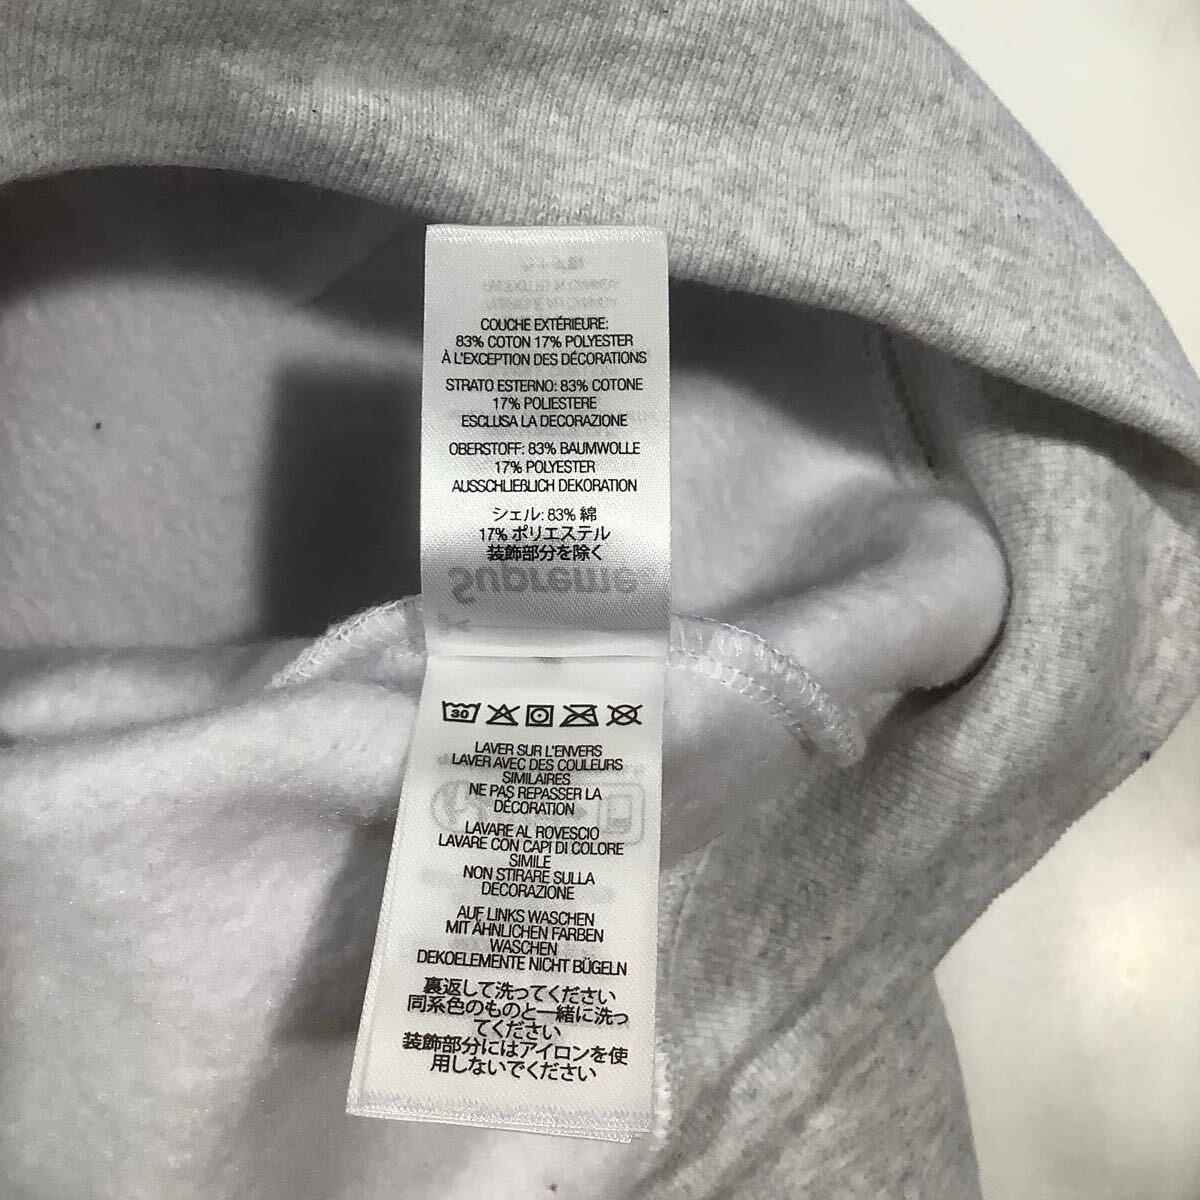 COUCHE EXTÉRIEURE:
83% COTON 17% POLYESTER
À L'EXCEPTION DES DÉCORATIONS
STRATO ESTERNO: 83% COTONE
17% POLIESTERE
ESCLUSA LA DECORAZIONE
OBERSTOFF: 83% BAUMWOLLE
17% POLYESTER
AUSSCHLIEßLICH DEKORATION
シェル: 83% 綿
17% ポリエステル
装飾部分を除く
Supreme
30
LAVER SUR L'ENVERS
LAVER AVEC DES COULEURS
SIMILAIRES
NE PAS REPASSER LA
DÉCORATION
LAVARE AL ROVESCIO
LAVARE CON CAPI DI COLORE
SIMILE
NON STIRARE SULLA
DECORAZIONE
AUF LINKS WASCHEN
MIT ÄHNLICHEN FARBEN
WASCHEN
DEKOELEMENTE NICHT BÜGELN
裏返して洗ってください
同系色のものと一緒に洗っ
てください
装飾部分にはアイロンを使
用しないでください